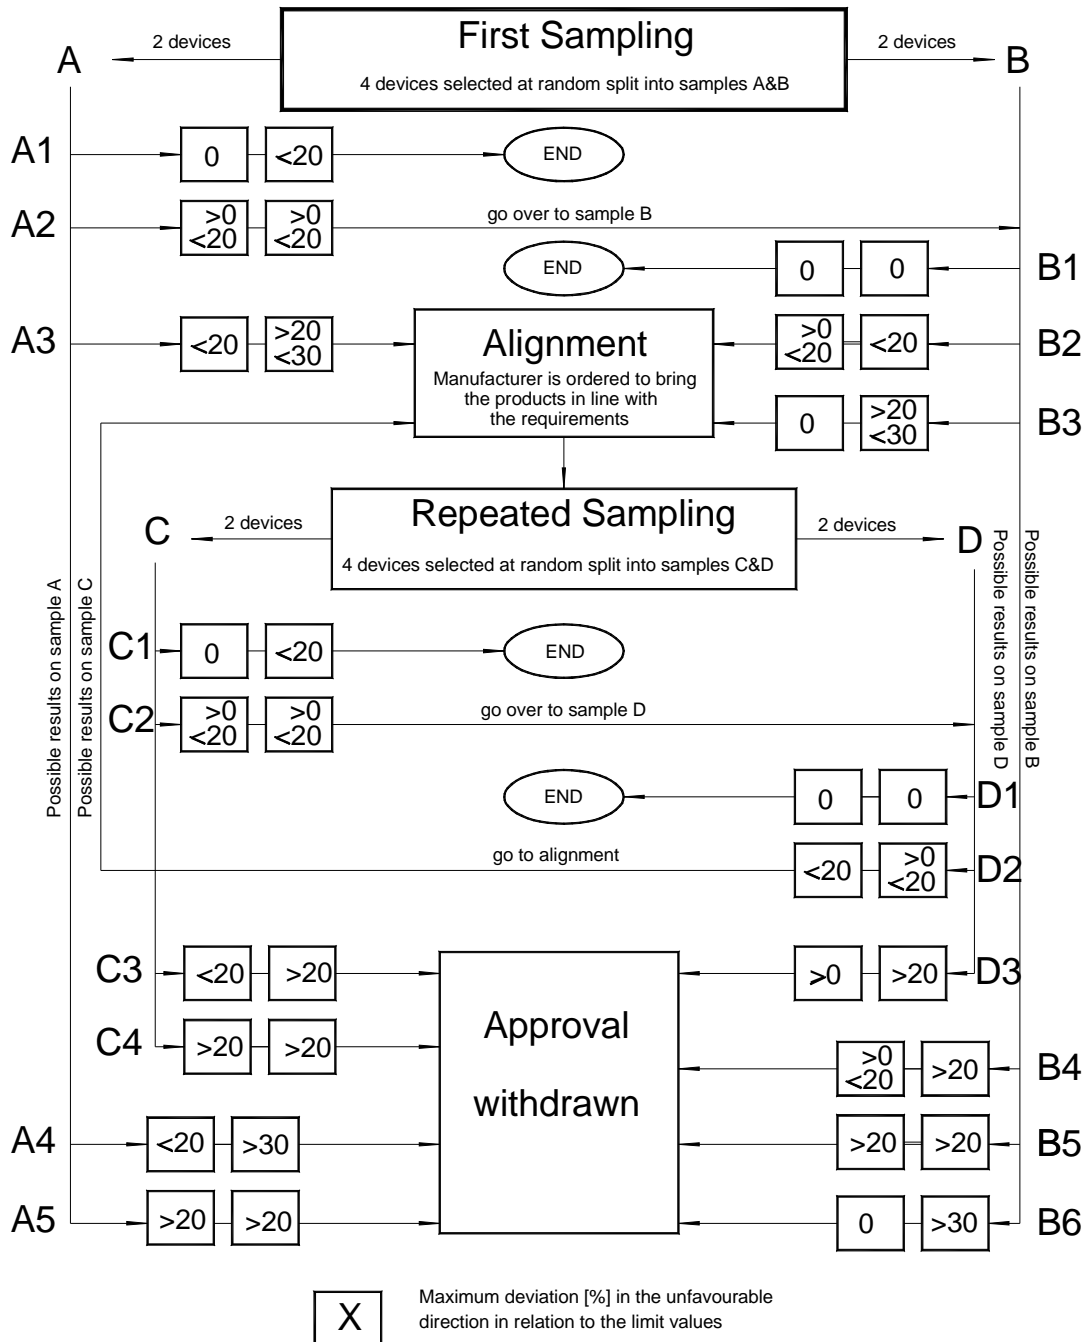 First Sampling
4 devices selected at random split into samples A&B
A
2 devices
2 devices
B
A1
0
<20
END
A2
>0
<20
>0
<20
go over to sample B
END
0
0
B1
A3
<20
>20
<30
Alignment
Manufacturer is ordered to bring
the products in line with
the requirements
>0
<20
<20
B2
0
>20
<30
B3
Repeated Sampling
4 devices selected at random split into samples C&D
C
2 devices
2 devices
D
Possible results on sample A
Possible results on sample C
Possible results on sample D
Possible results on sample B
C1
0
<20
END
C2
>0
<20
>0
<20
go over to sample D
END
0
0
D1
go to alignment
<20
>0
<20
D2
C3
<20
>20
Approval
withdrawn
>0
>20
D3
C4
>20
>20
>0
<20
>20
B4
A4
<20
>30
>20
>20
B5
A5
>20
>20
0
>30
B6
X
Maximum deviation [%] in the unfavourable
direction in relation to the limit values